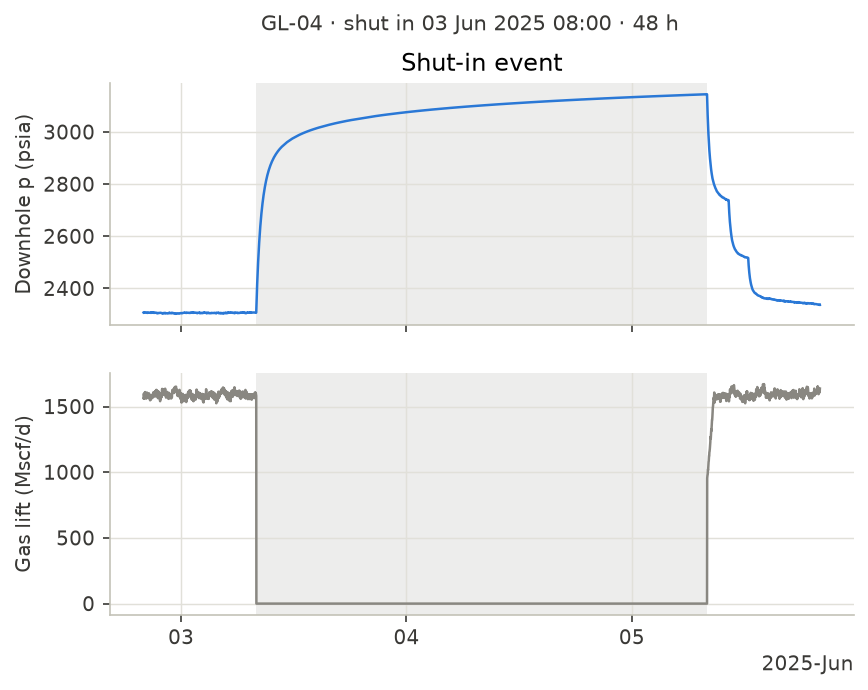 GL-04 · shut in 03 Jun 2025 08:00 · 48 h
Shut-in event
Downhole p (psia)
3000
2800
2600
2400
Gas lift (Mscf/d)
1500
1000
500
0
03
04
05
2025-Jun